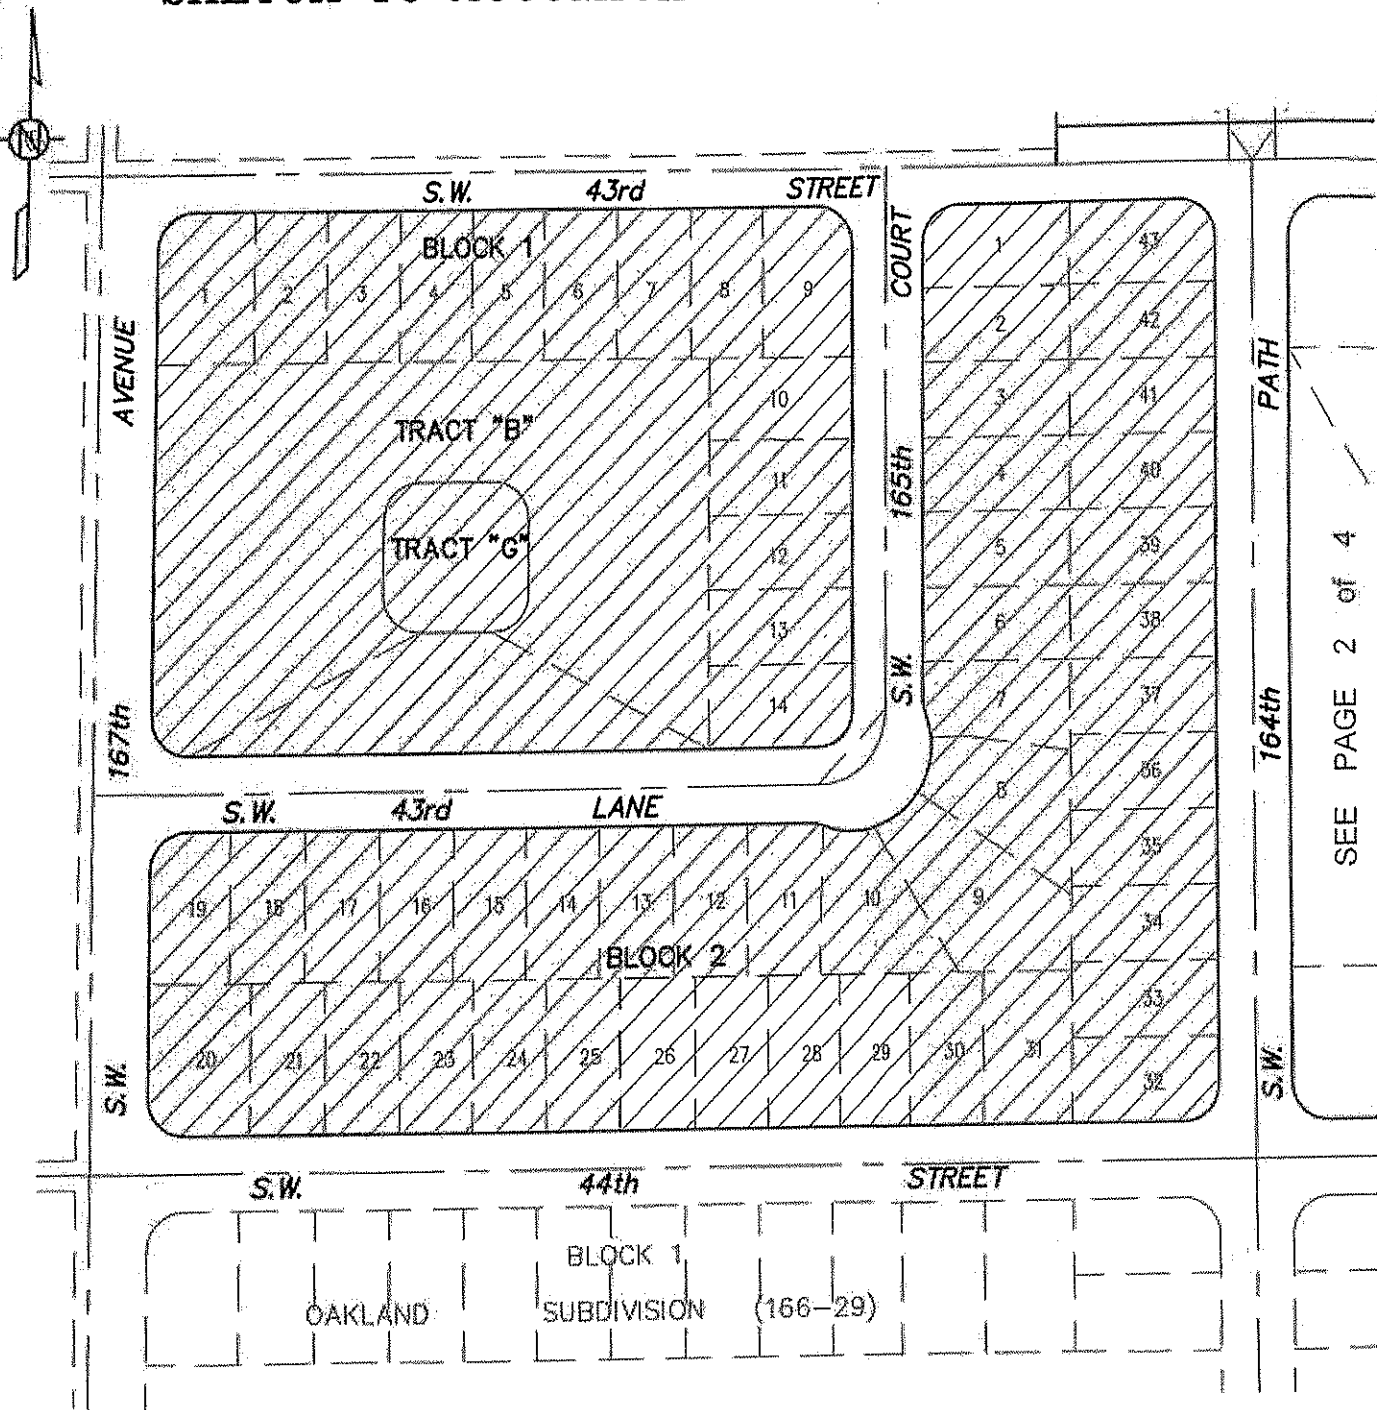 N
S.W. 43rd STREET
BLOCK 1
1 2 3 4 5 6 7 8 9
10
11
12
13
14
TRACT "B"
TRACT "G"
S.W. 167th AVENUE
S.W. 165th COURT
S.W. 164th PATH
SEE PAGE 2 of 4
1 43
2 42
3 41
4 40
5 39
6 38
7 37
8 36
35
9 34
33
32
S.W. 43rd LANE
19 18 17 16 15 14 13 12 11 10
BLOCK 2
20 21 22 23 24 25 26 27 28 29 30 31
S.W. 44th STREET
BLOCK 1
OAKLAND SUBDIVISION (166-29)